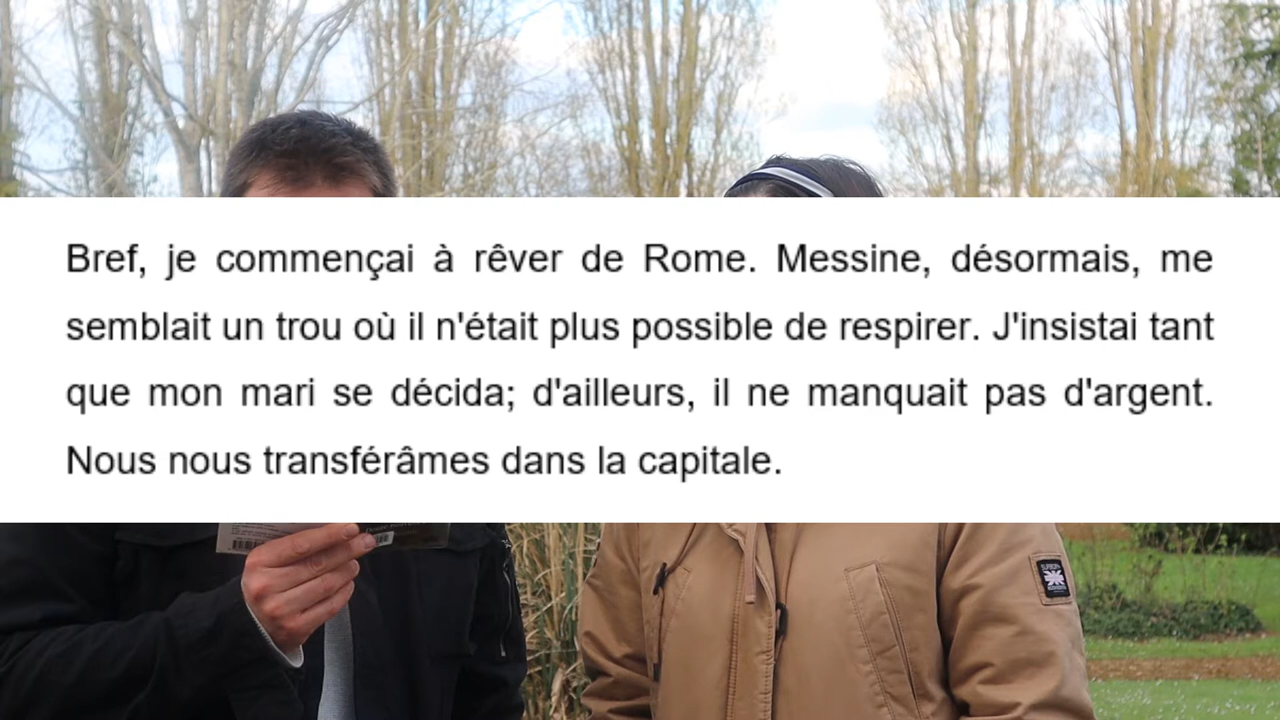 Bref, je commençai à rêver de Rome. Messine, désormais, me
semblait un trou où il n'était plus possible de respirer. J'insistai tant
que mon mari se décida; d'ailleurs, il ne manquait pas d'argent.
Nous nous transférâmes dans la capitale.